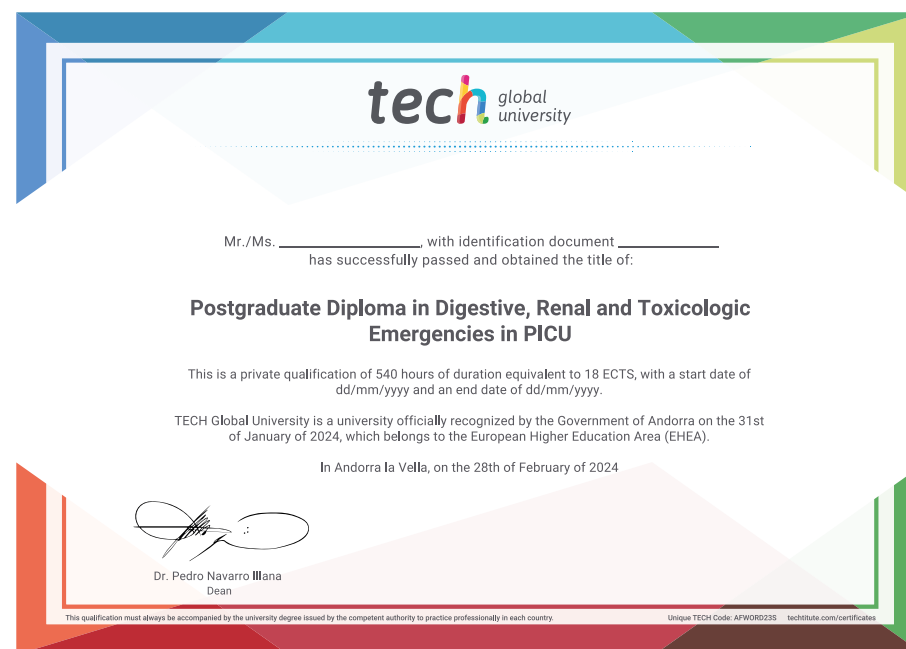 tech global
university
Mr./Ms. ____________________, with identification document ______________
has successfully passed and obtained the title of:
Postgraduate Diploma in Digestive, Renal and Toxicologic
Emergencies in PICU
This is a private qualification of 540 hours of duration equivalent to 18 ECTS, with a start date of
dd/mm/yyyy and an end date of dd/mm/yyyy.
TECH Global University is a university officially recognized by the Government of Andorra on the 31st
of January of 2024, which belongs to the European Higher Education Area (EHEA).
In Andorra la Vella, on the 28th of February of 2024
Dr. Pedro Navarro Illana
Dean
This qualification must always be accompanied by the university degree issued by the competent authority to practice professionally in each country.
Unique TECH Code: AFWORD23S techtitute.com/certificates